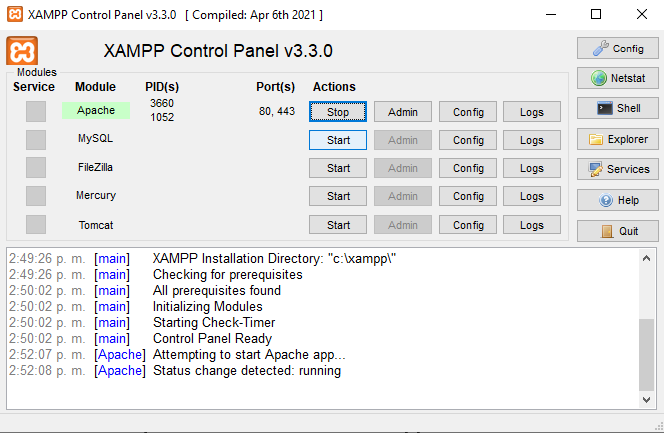 XAMPP Control Panel v3.3.0 [ Compiled: Apr 6th 2021 ]
XAMPP Control Panel v3.3.0
Config
Netstat
Shell
Explorer
Services
Help
Quit
Modules
Service Module PID(s) Port(s) Actions
Apache 3660 80, 443 Stop Admin Config Logs
1052
MySQL Start Admin Config Logs
FileZilla Start Admin Config Logs
Mercury Start Admin Config Logs
Tomcat Start Admin Config Logs
2:49:26 p. m. [main] XAMPP Installation Directory: "c:\xampp\"
2:49:26 p. m. [main] Checking for prerequisites
2:50:02 p. m. [main] All prerequisites found
2:50:02 p. m. [main] Initializing Modules
2:50:02 p. m. [main] Starting Check-Timer
2:50:02 p. m. [main] Control Panel Ready
2:52:07 p. m. [Apache] Attempting to start Apache app...
2:52:08 p. m. [Apache] Status change detected: running